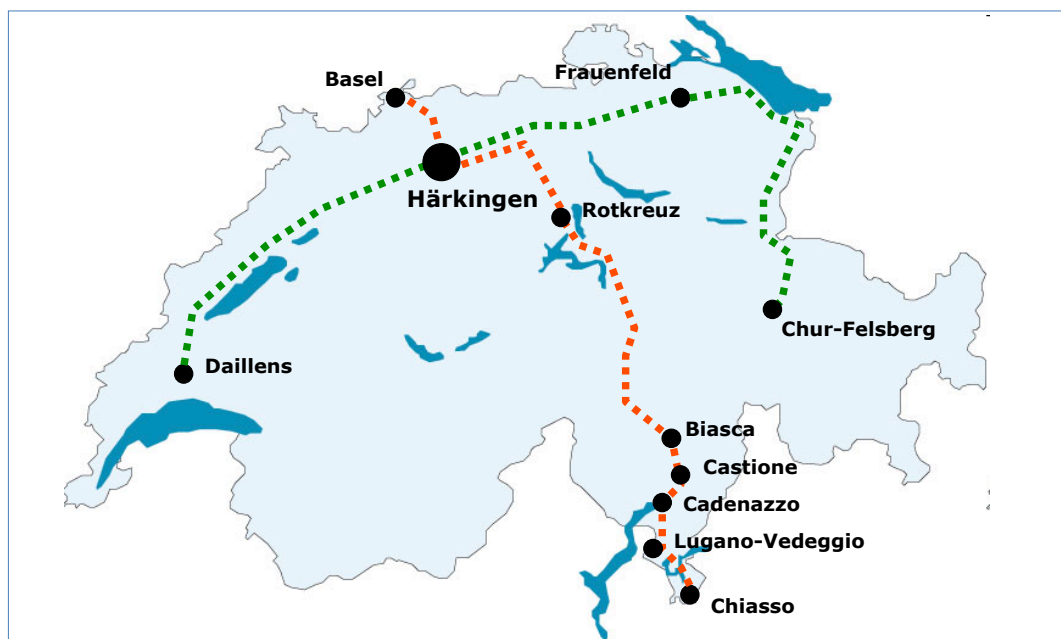 Frauenfeld
Basel
Härkingen
Rotkreuz
Chur-Felsberg
Daillens
Biasca
Castione
Cadenazzo
Lugano-Vedeggio
Chiasso